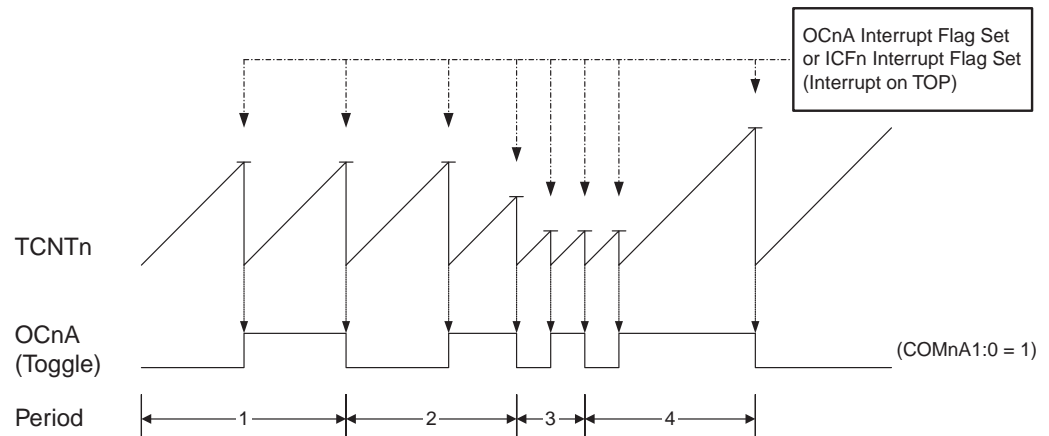 OCnA Interrupt Flag Set
or ICFn Interrupt Flag Set
(Interrupt on TOP)
TCNTn
OCnA
(Toggle)
(COMnA1:0 = 1)
Period
1
2
3
4